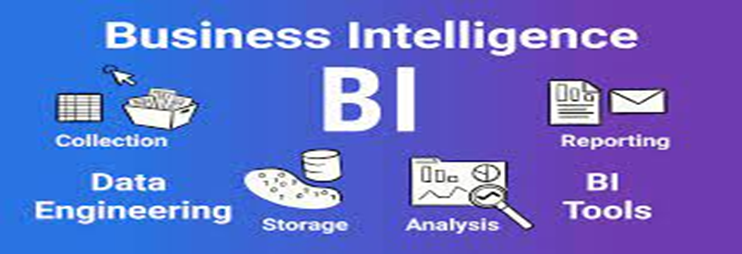 Business Intelligence
BI
Collection
Reporting
Data
Engineering
Storage
Analysis
BI
Tools